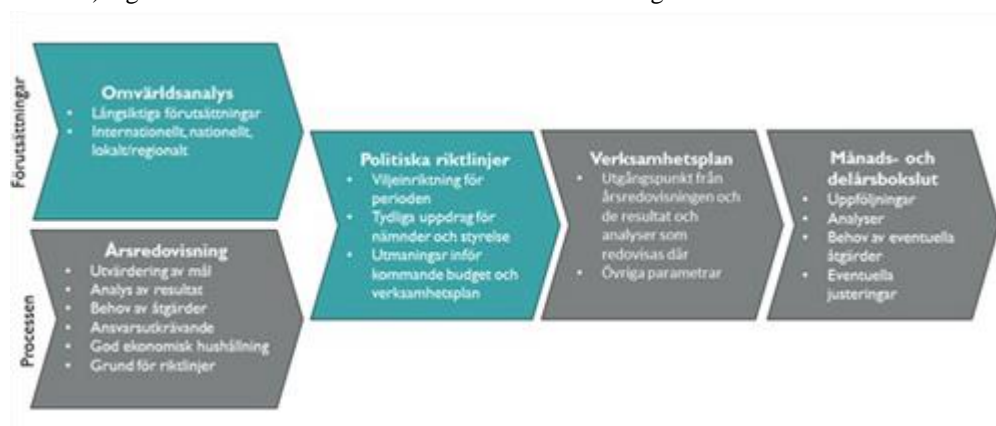 Förutsättningar
Omvärldsanalys
• Långsiktiga förutsättningar
• Internationellt, nationellt,
lokalt/regionalt
Processen
Årsredovisning
• Utvärdering av mål
• Analys av resultat
• Behov av åtgärder
• Ansvarsutkrävande
• God ekonomisk hushållning
• Grund för riktlinjer
Politiska riktlinjer
• Viljeinriktning för
perioden
• Tydliga uppdrag för
nämnder och styrelse
• Utmaningar inför
kommande budget och
verksamhetsplan
Verksamhetsplan
• Utgångspunkt från
årsredovisningen och
de resultat och
analyser som
redovisas där
• Övriga parametrar
Månads- och
delårsbokslut
• Uppföljningar
• Analyser
• Behov av eventuella
åtgärder
• Eventuella
justeringar